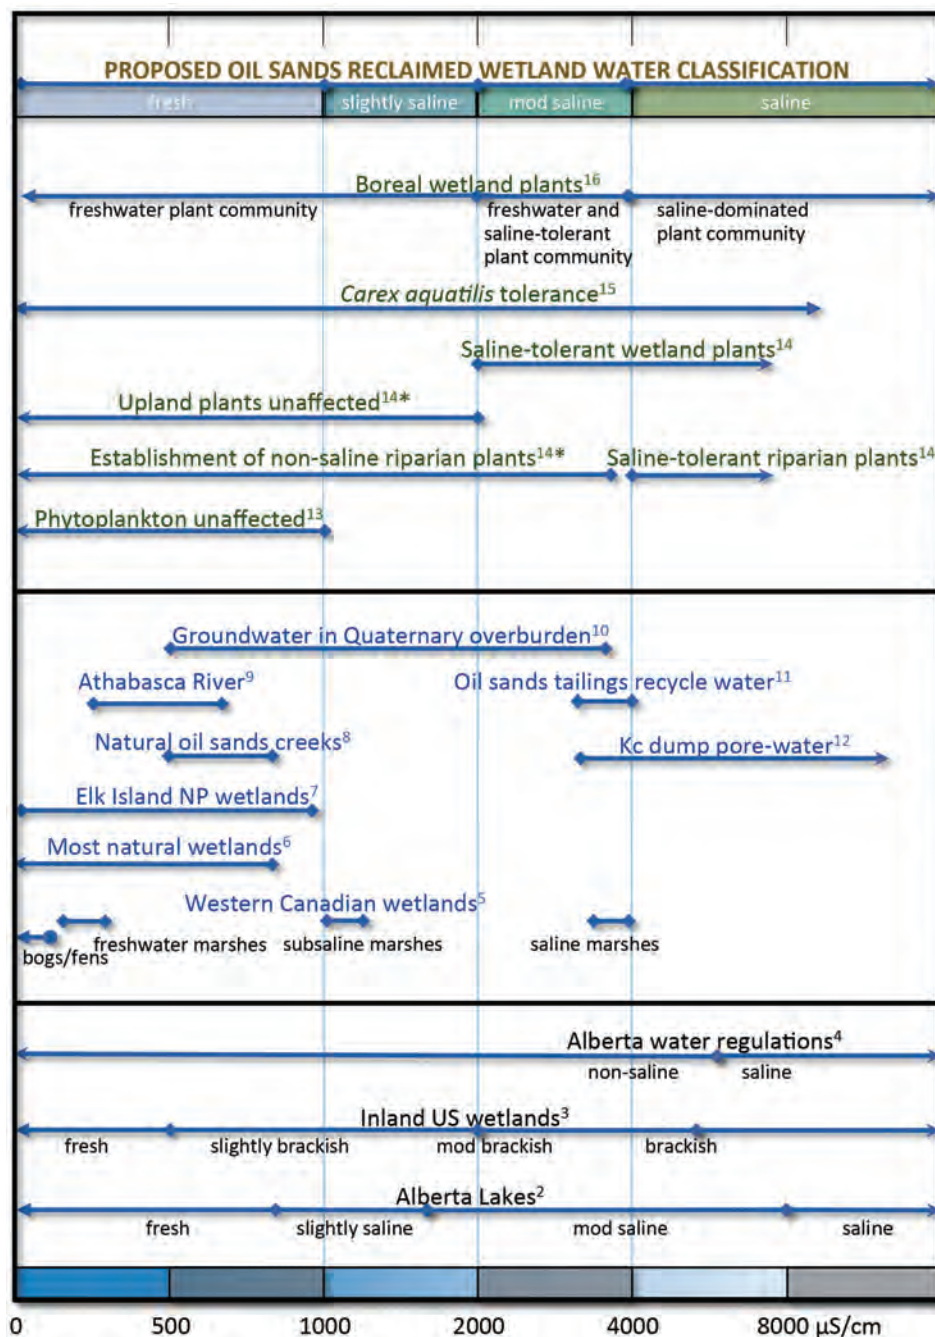 PROPOSED OIL SANDS RECLAIMED WETLAND WATER CLASSIFICATION
fresh slightly saline mod saline saline
Boreal wetland plants¹⁶
freshwater plant community freshwater and saline-dominated
saline-tolerant plant community
plant community
Carex aquatilis tolerance¹⁵
Saline-tolerant wetland plants¹⁴
Upland plants unaffected¹⁴*
Establishment of non-saline riparian plants¹⁴* Saline-tolerant riparian plants¹⁴
Phytoplankton unaffected¹³
Groundwater in Quaternary overburden¹⁰
Athabasca River⁹ Oil sands tailings recycle water¹¹
Natural oil sands creeks⁸ Kc dump pore-water¹²
Elk Island NP wetlands⁷
Most natural wetlands⁶
Western Canadian wetlands⁵
freshwater marshes subsaline marshes saline marshes
bogs/fens
Alberta water regulations⁴
non-saline saline
Inland US wetlands³
fresh slightly brackish mod brackish brackish
Alberta Lakes²
fresh slightly saline mod saline saline
0 500 1000 2000 4000 8000 µS/cm